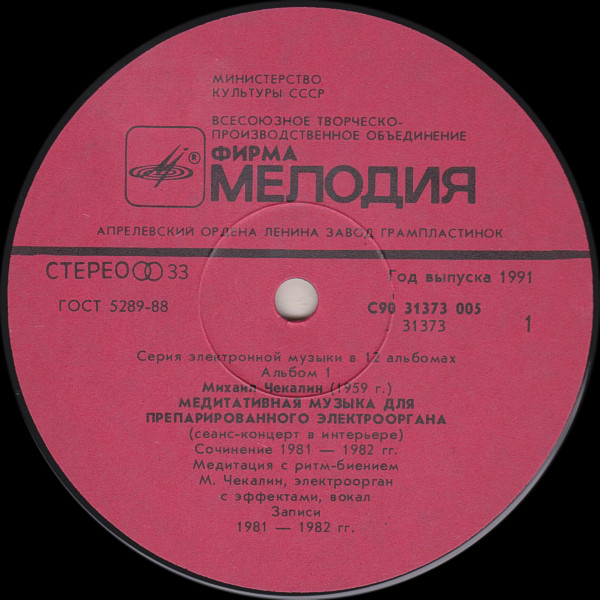 МИНИСТЕРСТВО
КУЛЬТУРЫ СССР
ВСЕСОЮЗНОЕ ТВОРЧЕСКО-
ПРОИЗВОДСТВЕННОЕ ОБЪЕДИНЕНИЕ
®
ФИРМА
МЕЛОДИЯ
АПРЕЛЕВСКИЙ ОРДЕНА ЛЕНИНА ЗАВОД ГРАМПЛАСТИНОК
СТЕРЕО 33
Год выпуска 1991
ГОСТ 5289-88
С90 31373 005
31373
1
Серия электронной музыки в 12 альбомах
Альбом 1
Михаил Чекалин (1959 г.)
МЕДИТАТИВНАЯ МУЗЫКА ДЛЯ
ПРЕПАРИРОВАННОГО ЭЛЕКТРООРГАНА
(сеанс-концерт в интерьере)
Сочинение 1981 — 1982 гг.
Медитация с ритм-биением
М. Чекалин, электроорган
с эффектами, вокал
Записи
1981 — 1982 гг.